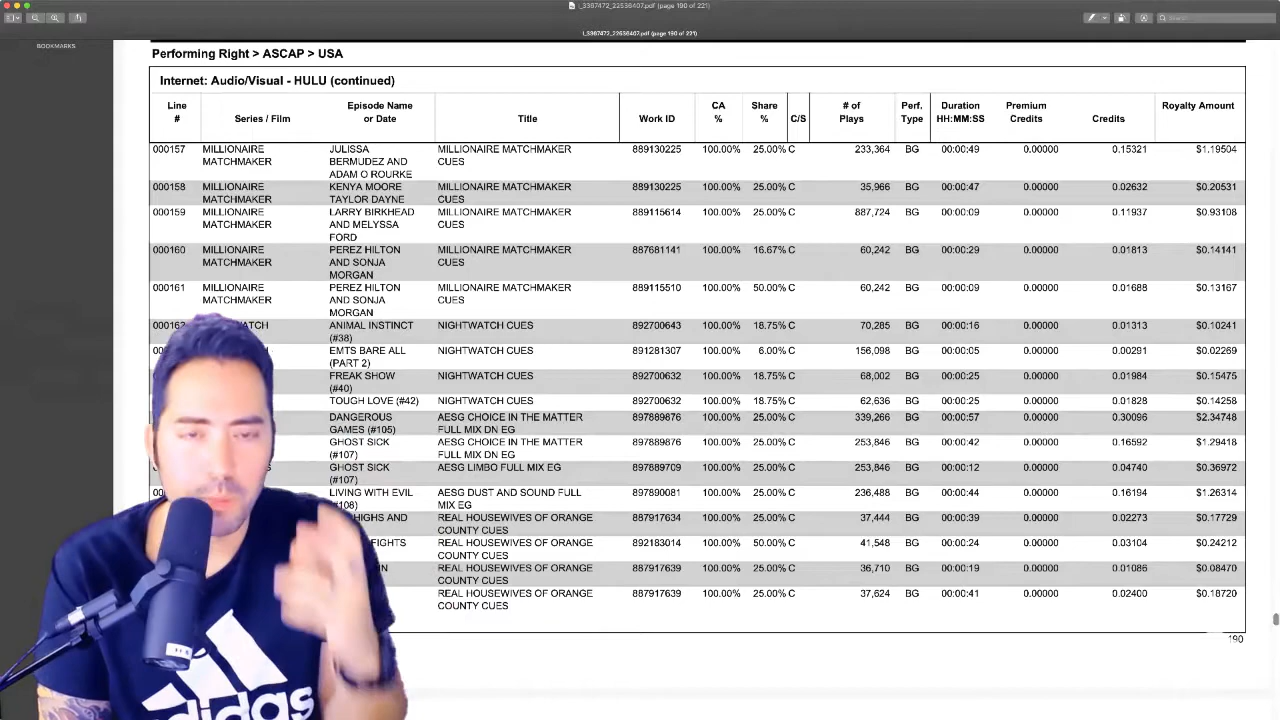 i_3367472_22536407.pdf (page 190 of 221)
Search
i_3367472_22536407.pdf (page 190 of 221)
BOOKMARKS
Performing Right > ASCAP > USA
Internet: Audio/Visual - HULU (continued)
Line # Series / Film Episode Name or Date Title Work ID CA % Share % C/S # of Plays Perf. Type Duration HH:MM:SS Premium Credits Credits Royalty Amount
000157 MILLIONAIRE MATCHMAKER JULISSA BERMUDEZ AND ADAM O ROURKE MILLIONAIRE MATCHMAKER CUES 889130225 100.00% 25.00% C 233,364 BG 00:00:49 0.00000 0.15321 $1.19504
000158 MILLIONAIRE MATCHMAKER KENYA MOORE TAYLOR DAYNE MILLIONAIRE MATCHMAKER CUES 889130225 100.00% 25.00% C 35,966 BG 00:00:47 0.00000 0.02632 $0.20531
000159 MILLIONAIRE MATCHMAKER LARRY BIRKHEAD AND MELYSSA FORD MILLIONAIRE MATCHMAKER CUES 889115614 100.00% 25.00% C 887,724 BG 00:00:09 0.00000 0.11937 $0.93108
000160 MILLIONAIRE MATCHMAKER PEREZ HILTON AND SONJA MORGAN MILLIONAIRE MATCHMAKER CUES 887681141 100.00% 16.67% C 60,242 BG 00:00:29 0.00000 0.01813 $0.14141
000161 MILLIONAIRE MATCHMAKER PEREZ HILTON AND SONJA MORGAN MILLIONAIRE MATCHMAKER CUES 889115510 100.00% 50.00% C 60,242 BG 00:00:09 0.00000 0.01688 $0.13167
ANIMAL INSTINCT (#38) NIGHTWATCH CUES 892700643 100.00% 18.75% C 70,285 BG 00:00:16 0.00000 0.01313 $0.10241
EMTS BARE ALL (PART 2) NIGHTWATCH CUES 891281307 100.00% 6.00% C 156,098 BG 00:00:05 0.00000 0.00291 $0.02269
FREAK SHOW (#40) NIGHTWATCH CUES 892700632 100.00% 18.75% C 68,002 BG 00:00:25 0.00000 0.01984 $0.15475
TOUGH LOVE (#42) NIGHTWATCH CUES 892700632 100.00% 18.75% C 62,636 BG 00:00:25 0.00000 0.01828 $0.14258
DANGEROUS GAMES (#105) AESG CHOICE IN THE MATTER FULL MIX DN EG 897889876 100.00% 25.00% C 339,266 BG 00:00:57 0.00000 0.30096 $2.34748
GHOST SICK (#107) AESG CHOICE IN THE MATTER FULL MIX DN EG 897889876 100.00% 25.00% C 253,846 BG 00:00:42 0.00000 0.16592 $1.29418
GHOST SICK (#107) AESG LIMBO FULL MIX EG 897889709 100.00% 25.00% C 253,846 BG 00:00:12 0.00000 0.04740 $0.36972
LIVING WITH EVIL AESG DUST AND SOUND FULL MIX EG 897890081 100.00% 25.00% C 236,488 BG 00:00:44 0.00000 0.16194 $1.26314
HIGHS AND REAL HOUSEWIVES OF ORANGE COUNTY CUES 887917634 100.00% 25.00% C 37,444 BG 00:00:39 0.00000 0.02273 $0.17729
REAL HOUSEWIVES OF ORANGE COUNTY CUES 892183014 100.00% 50.00% C 41,548 BG 00:00:24 0.00000 0.03104 $0.24212
REAL HOUSEWIVES OF ORANGE COUNTY CUES 887917639 100.00% 25.00% C 36,710 BG 00:00:19 0.00000 0.01086 $0.08470
REAL HOUSEWIVES OF ORANGE COUNTY CUES 887917639 100.00% 25.00% C 37,624 BG 00:00:41 0.00000 0.02400 $0.18720
190
adidas